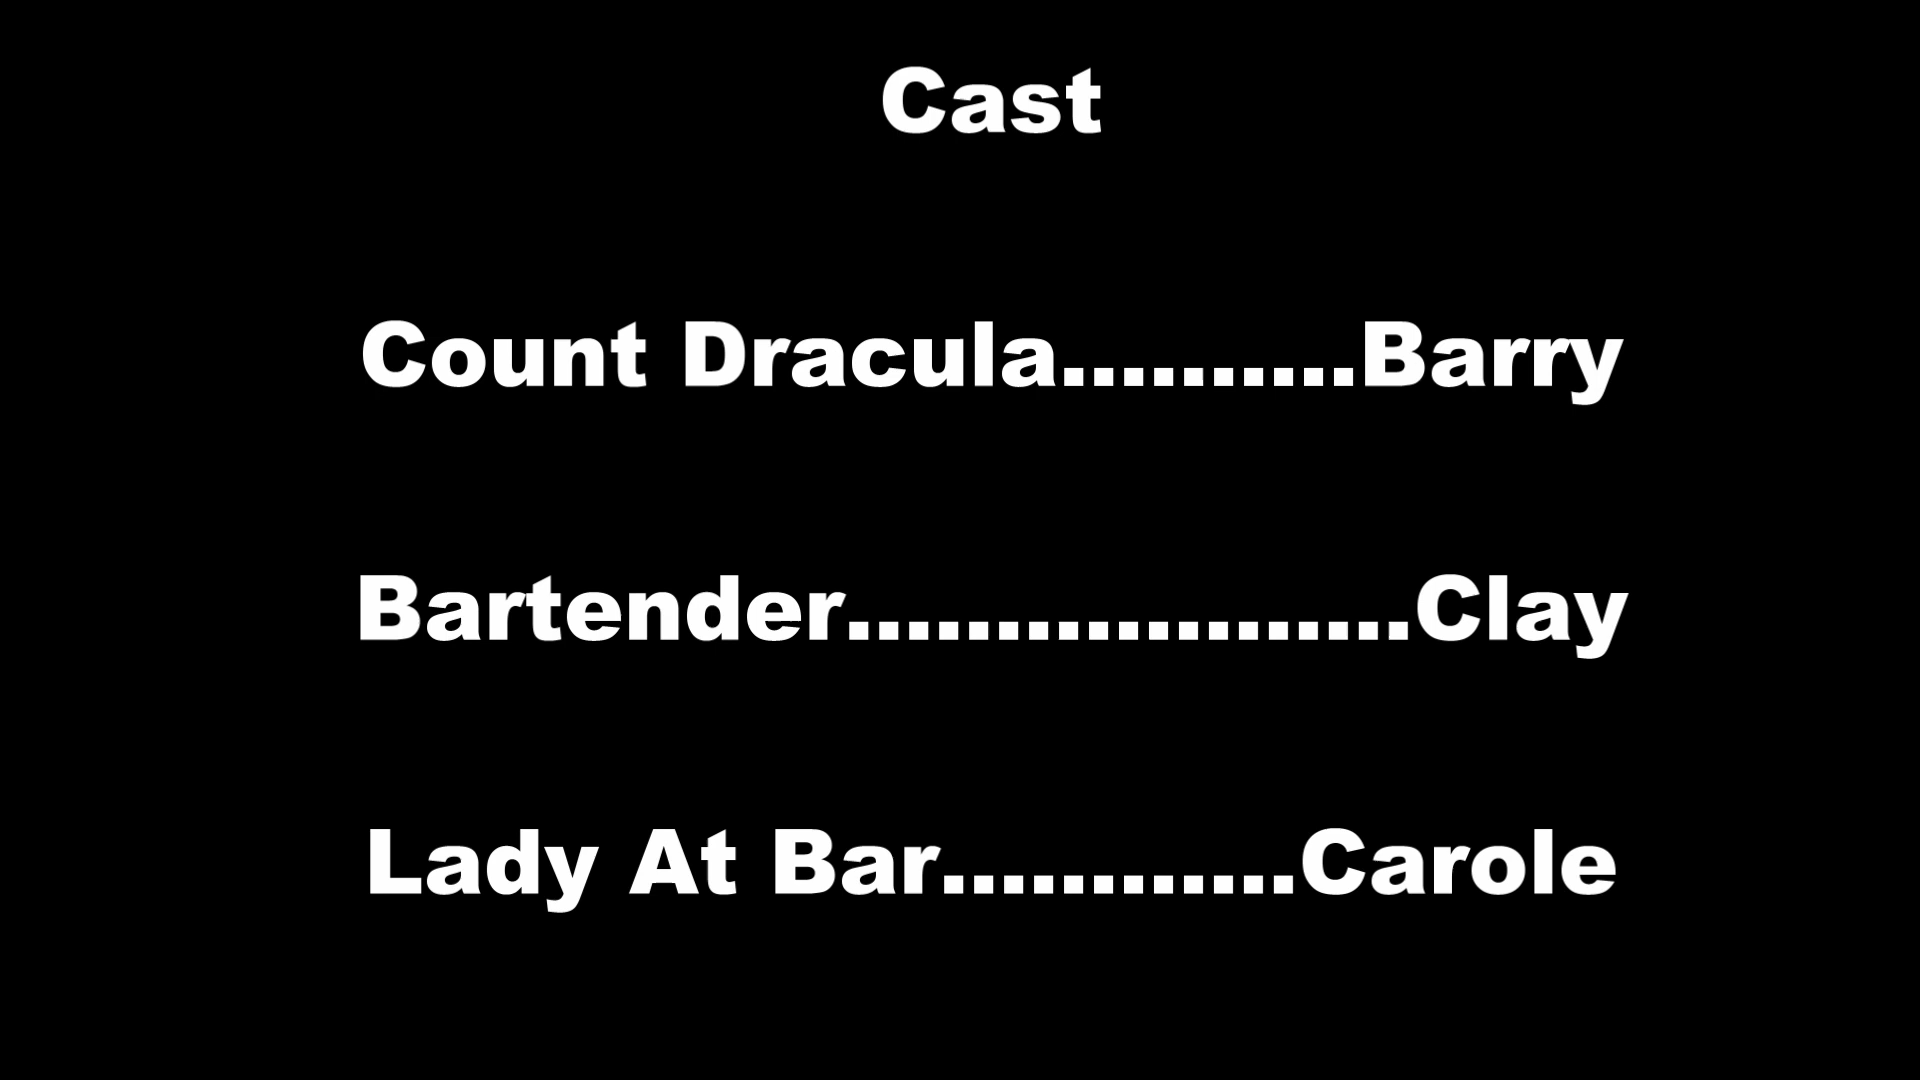 Cast
Count Dracula..........Barry
Bartender...................Clay
Lady At Bar............Carole